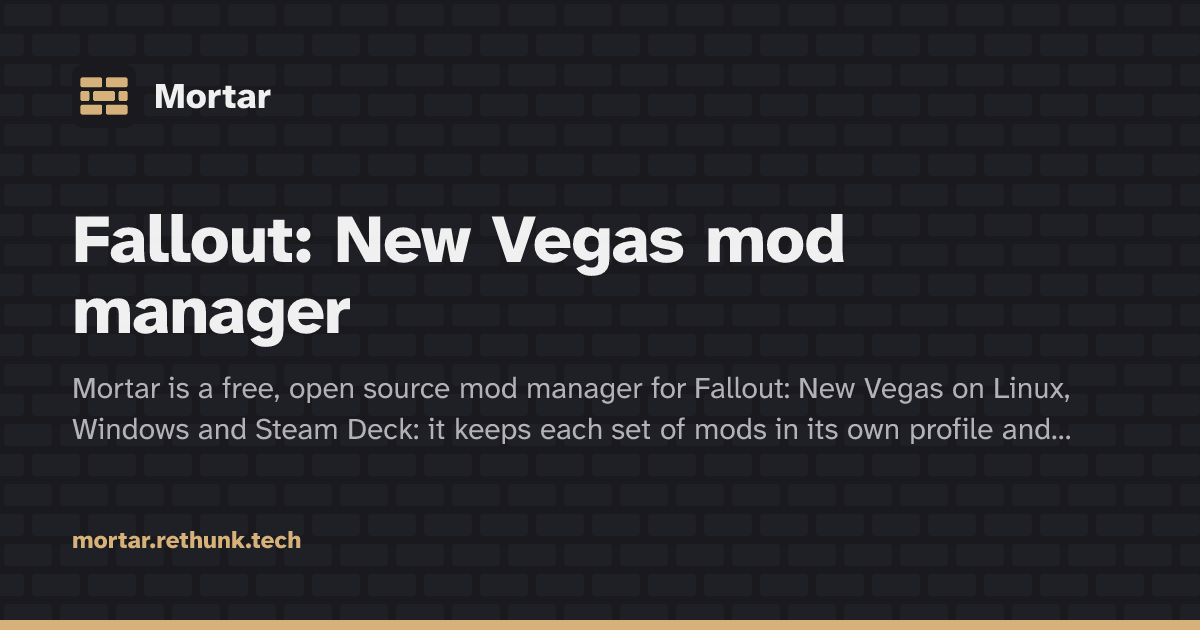 Mortar
Fallout: New Vegas mod
manager
Mortar is a free, open source mod manager for Fallout: New Vegas on Linux,
Windows and Steam Deck: it keeps each set of mods in its own profile and...
mortar.rethunk.tech